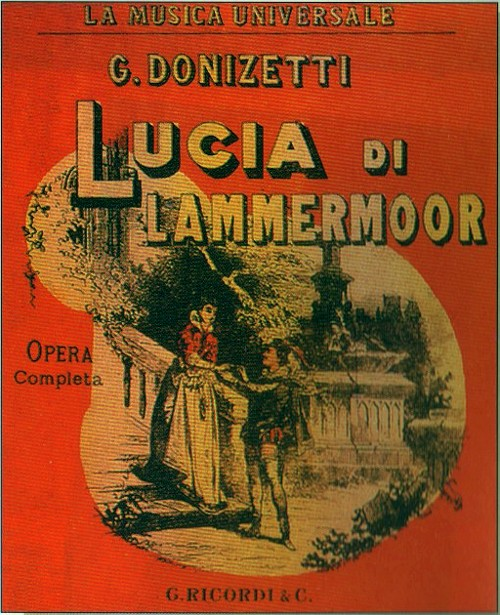 LA MUSICA UNIVERSALE
G. DONIZETTI
LUCIA DI
LAMMERMOOR
OPERA
Completa
G. RICORDI & C.